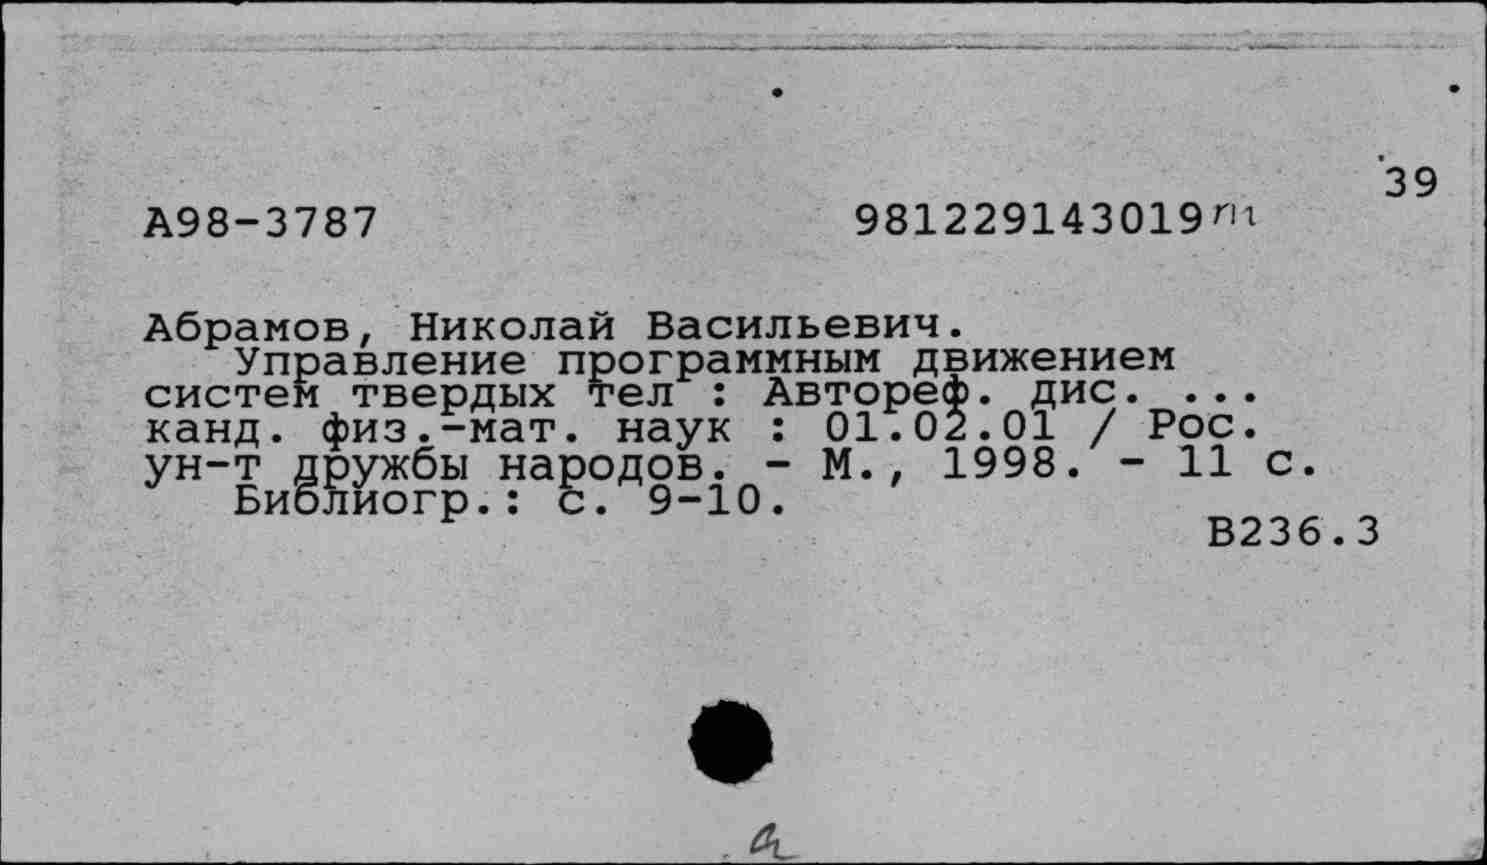 39
А98-3787 981229143019
Абрамов, Николай Васильевич.
Управление программным движением
систем твердых тел : Автореф. дис. ...
канд. физ.-мат. наук : 01.02.01 / Рос.
ун-т дружбы народов. - М., 1998. - 11 с.
Библиогр.: с. 9-10.
В236.3